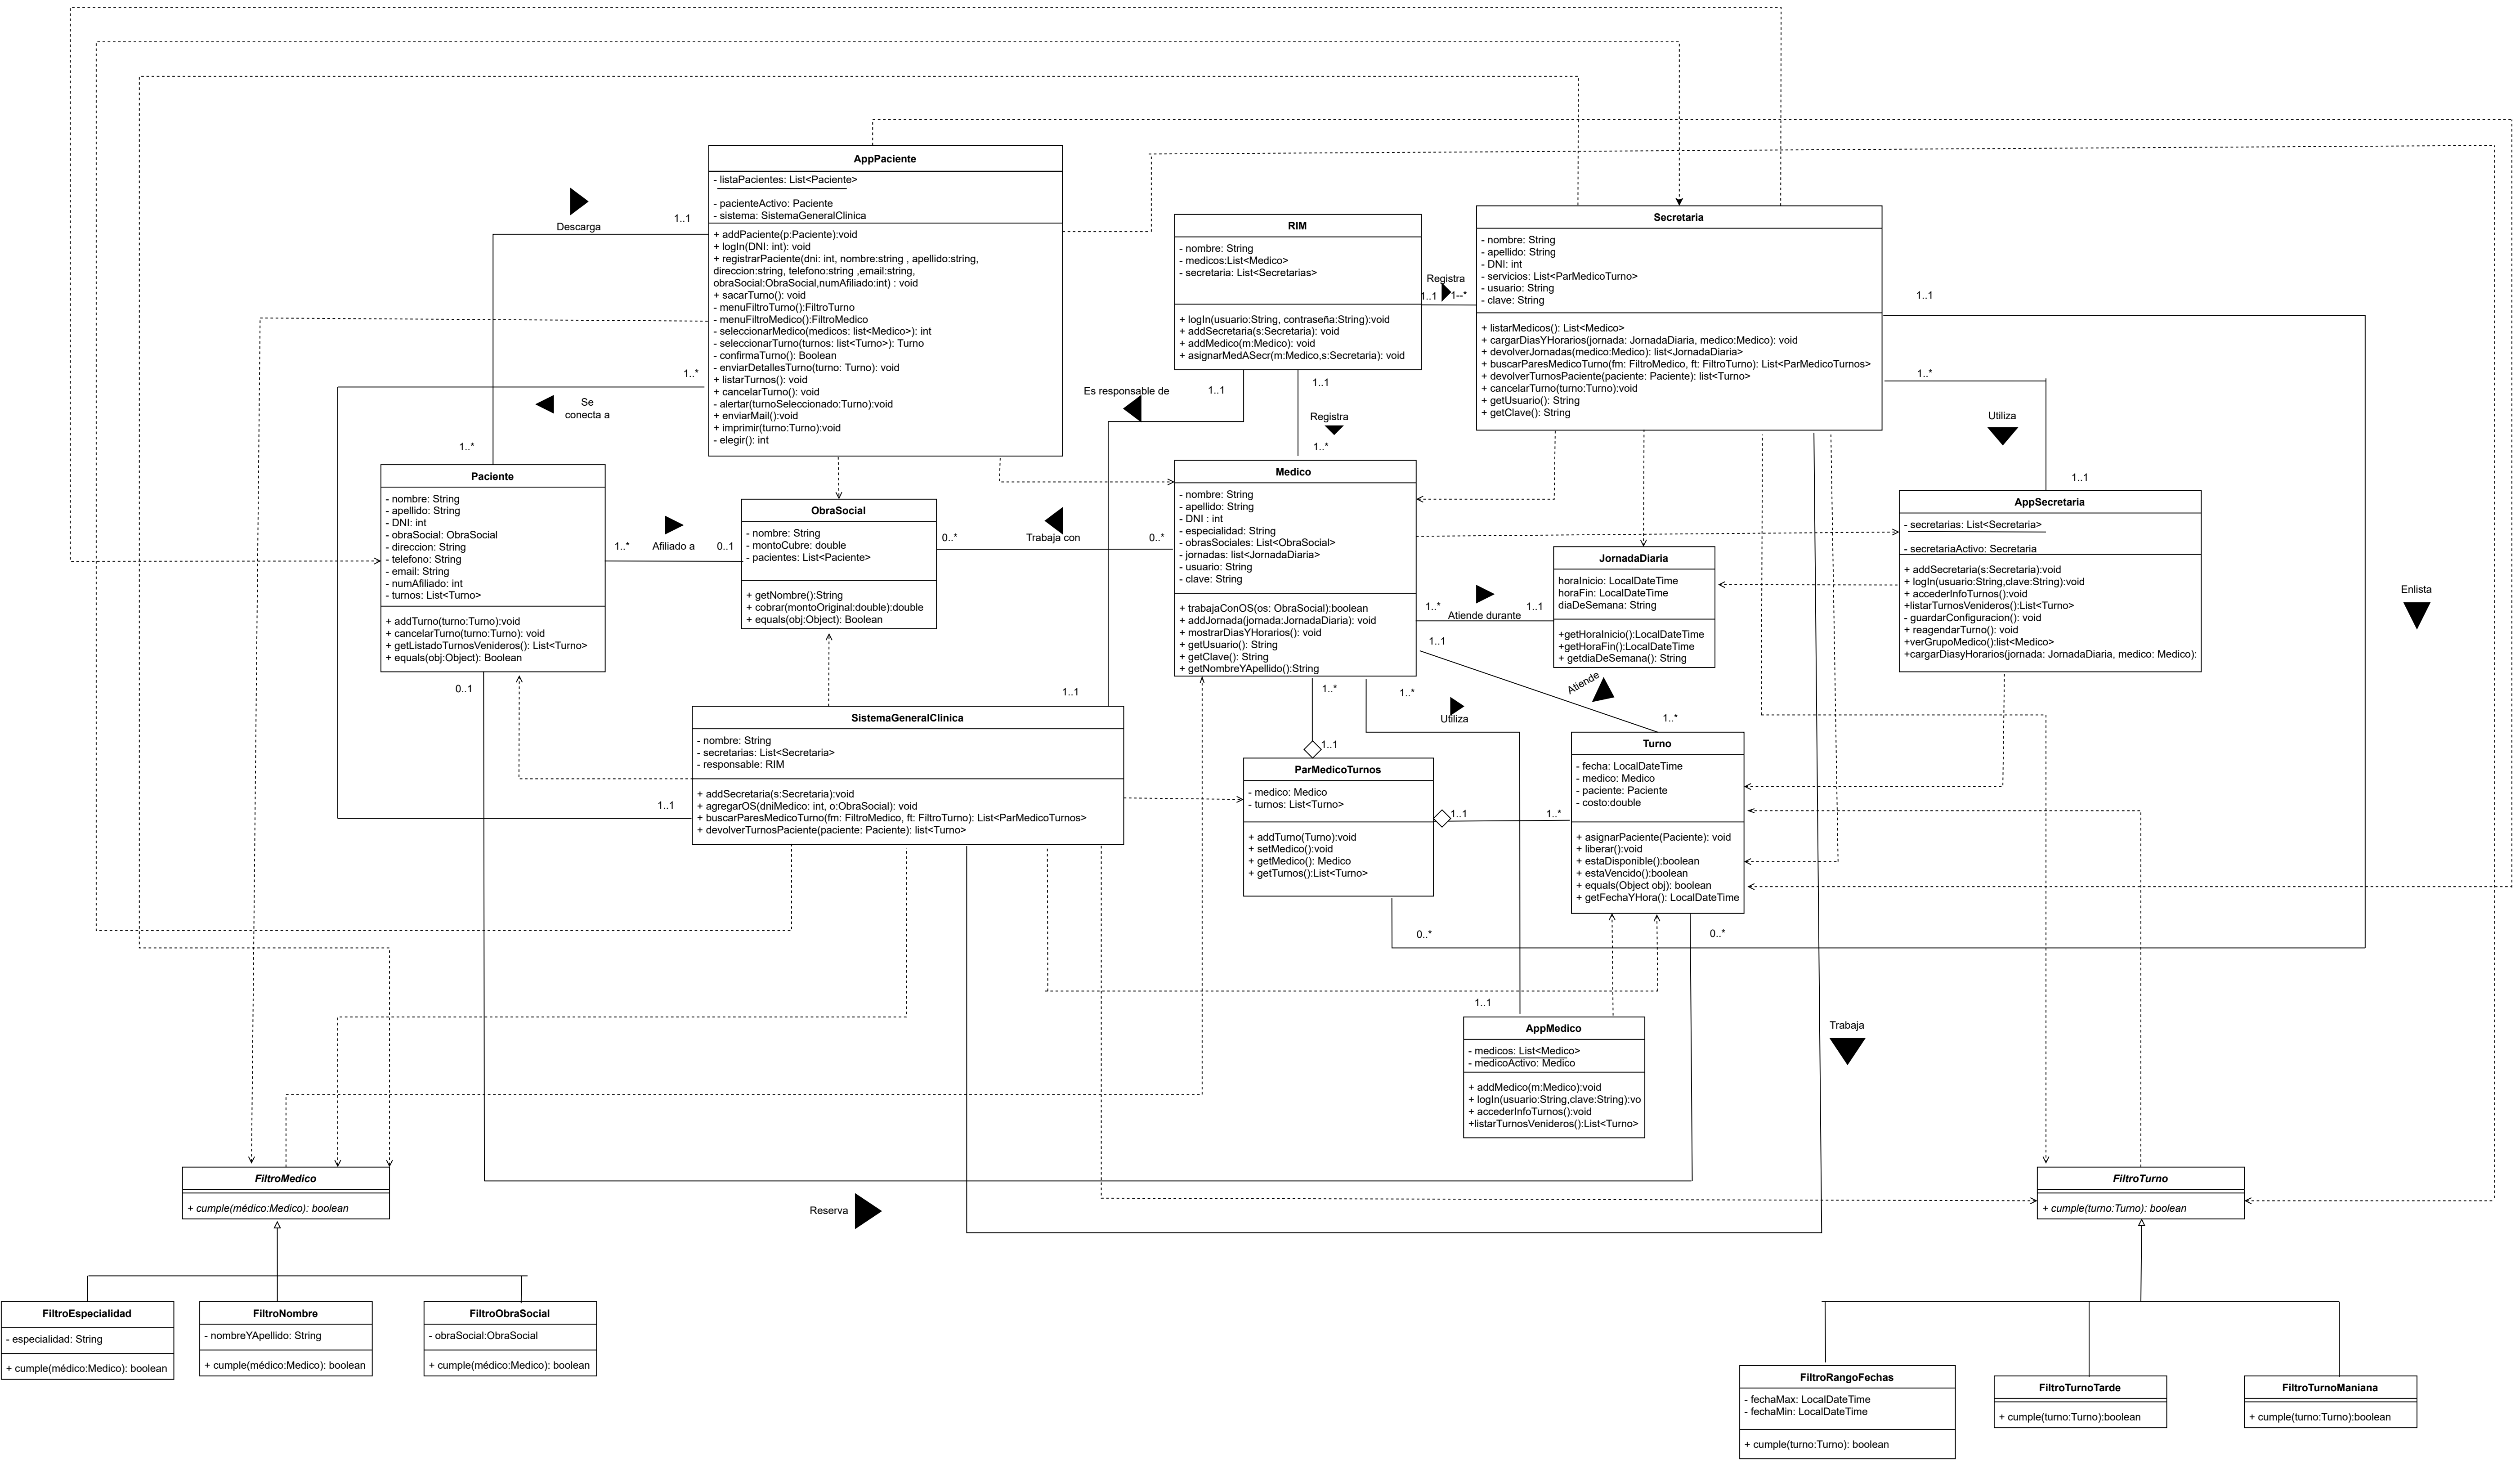 AppPaciente
- listaPacientes: List<Paciente>
- pacienteActivo: Paciente
- sistema: SistemaGeneralClinica
+ addPaciente(p:Paciente):void
+ logIn(DNI: int): void
+ registrarPaciente(dni: int, nombre:string , apellido:string,
direccion:string, telefono:string ,email:string,
obraSocial:ObraSocial,numAfiliado:int) : void
+ sacarTurno(): void
- menuFiltroTurno():FiltroTurno
- menuFiltroMedico():FiltroMedico
- seleccionarMedico(medicos: list<Medico>): int
- seleccionarTurno(turnos: list<Turno>): Turno
- confirmaTurno(): Boolean
- enviarDetallesTurno(turno: Turno): void
+ listarTurnos(): void
+ cancelarTurno(): void
- alertar(turnoSeleccionado:Turno):void
+ enviarMail():void
+ imprimir(turno:Turno):void
- elegir(): int
Descarga
1..1
1..*
Se
conecta a
1..*
RIM
- nombre: String
- medicos:List<Medico>
- secretaria: List<Secretarias>
+ logIn(usuario:String, contraseña:String):void
+ addSecretaria(s:Secretaria): void
+ addMedico(m:Medico): void
+ asignarMedASecr(m:Medico,s:Secretaria): void
Registra
1..1
1--*
Secretaria
- nombre: String
- apellido: String
- DNI: int
- servicios: List<ParMedicoTurno>
- usuario: String
- clave: String
+ listarMedicos(): List<Medico>
+ cargarDiasYHorarios(jornada: JornadaDiaria, medico:Medico): void
+ devolverJornadas(medico:Medico): list<JornadaDiaria>
+ buscarParesMedicoTurno(fm: FiltroMedico, ft: FiltroTurno): List<ParMedicoTurnos>
+ devolverTurnosPaciente(paciente: Paciente): list<Turno>
+ cancelarTurno(turno:Turno):void
+ getUsuario(): String
+ getClave(): String
1..1
1..*
Utiliza
1..1
Es responsable de
1..1
1..1
Registra
1..*
Paciente
- nombre: String
- apellido: String
- DNI: int
- obraSocial: ObraSocial
- direccion: String
- telefono: String
- email: String
- numAfiliado: int
- turnos: List<Turno>
+ addTurno(turno:Turno):void
+ cancelarTurno(turno:Turno): void
+ getListadoTurnosVenideros(): List<Turno>
+ equals(obj:Object): Boolean
0..1
1..*
Afiliado a
0..1
ObraSocial
- nombre: String
- montoCubre: double
- pacientes: List<Paciente>
+ getNombre():String
+ cobrar(montoOriginal:double):double
+ equals(obj:Object): Boolean
0..*
Trabaja con
0..*
Medico
- nombre: String
- apellido: String
- DNI : int
- especialidad: String
- obrasSociales: List<ObraSocial>
- jornadas: list<JornadaDiaria>
- usuario: String
- clave: String
+ trabajaConOS(os: ObraSocial):boolean
+ addJornada(jornada:JornadaDiaria): void
+ mostrarDiasYHorarios(): void
+ getUsuario(): String
+ getClave(): String
+ getNombreYApellido():String
1..*
Atiende durante
1..1
JornadaDiaria
horaInicio: LocalDateTime
horaFin: LocalDateTime
diaDeSemana: String
+getHoraInicio():LocalDateTime
+getHoraFin():LocalDateTime
+ getdiaDeSemana(): String
AppSecretaria
- secretarias: List<Secretaria>
- secretariaActivo: Secretaria
+ addSecretaria(s:Secretaria):void
+ logIn(usuario:String,clave:String):void
+ accederInfoTurnos():void
+listarTurnosVenideros():List<Turno>
- guardarConfiguracion(): void
+ reagendarTurno(): void
+verGrupoMedico():list<Medico>
+cargarDiasyHorarios(jornada: JornadaDiaria, medico: Medico):
Enlista
1..1
Atiende
1..*
1..1
1..*
1..*
Utiliza
1..1
SistemaGeneralClinica
- nombre: String
- secretarias: List<Secretaria>
- responsable: RIM
+ addSecretaria(s:Secretaria):void
+ agregarOS(dniMedico: int, o:ObraSocial): void
+ buscarParesMedicoTurno(fm: FiltroMedico, ft: FiltroTurno): List<ParMedicoTurnos>
+ devolverTurnosPaciente(paciente: Paciente): list<Turno>
1..1
ParMedicoTurnos
- medico: Medico
- turnos: List<Turno>
+ addTurno(Turno):void
+ setMedico():void
+ getMedico(): Medico
+ getTurnos():List<Turno>
1..1
1..*
0..*
Turno
- fecha: LocalDateTime
- medico: Medico
- paciente: Paciente
- costo:double
+ asignarPaciente(Paciente): void
+ liberar():void
+ estaDisponible():boolean
+ estaVencido():boolean
+ equals(Object obj): boolean
+ getFechaYHora(): LocalDateTime
0..*
1..1
AppMedico
- medicos: List<Medico>
- medicoActivo: Medico
+ addMedico(m:Medico):void
+ logIn(usuario:String,clave:String):vo
+ accederInfoTurnos():void
+listarTurnosVenideros():List<Turno>
Trabaja
Reserva
FiltroMedico
+ cumple(médico:Medico): boolean
FiltroTurno
+ cumple(turno:Turno): boolean
FiltroEspecialidad
- especialidad: String
+ cumple(médico:Medico): boolean
FiltroNombre
- nombreYApellido: String
+ cumple(médico:Medico): boolean
FiltroObraSocial
- obraSocial:ObraSocial
+ cumple(médico:Medico): boolean
FiltroRangoFechas
- fechaMax: LocalDateTime
- fechaMin: LocalDateTime
+ cumple(turno:Turno): boolean
FiltroTurnoTarde
+ cumple(turno:Turno):boolean
FiltroTurnoManiana
+ cumple(turno:Turno):boolean